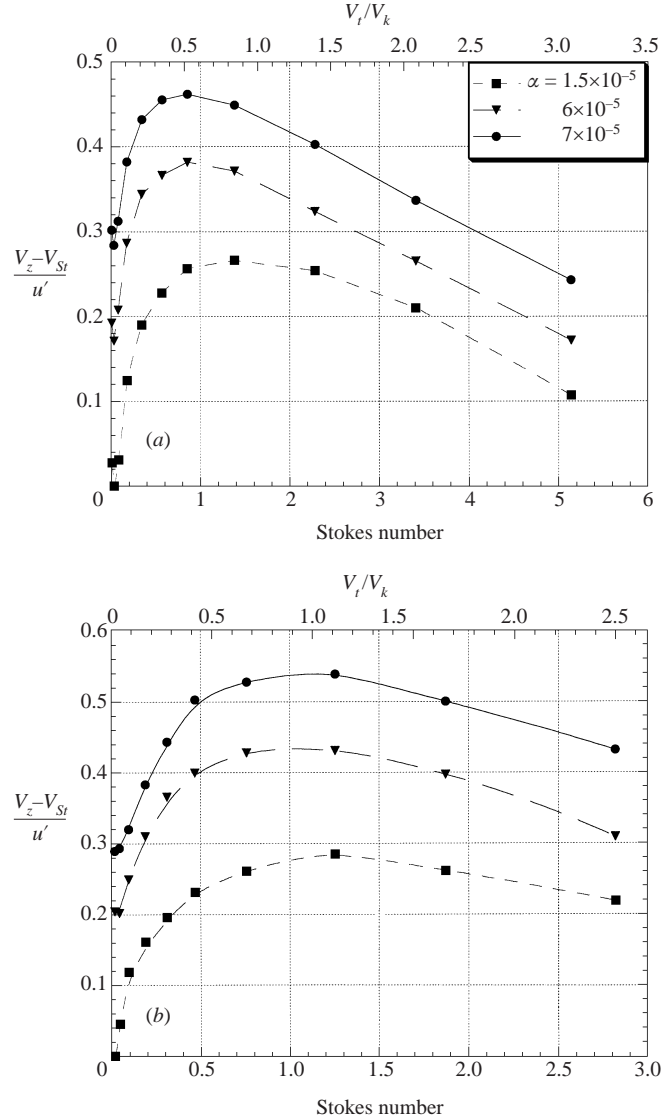 V_t/V_k
0 0.5 1.0 1.5 2.0 2.5 3.0 3.5
0.5
0.4
0.3
0.2
0.1
0
α = 1.5×10⁻⁵
6×10⁻⁵
7×10⁻⁵
V_z–V_St
u′
(a)
1 2 3 4 5 6
Stokes number
V_t/V_k
0 0.5 1.0 1.5 2.0 2.5
0.6
0.5
0.4
0.3
0.2
0.1
0
V_z–V_St
u′
(b)
0.5 1.0 1.5 2.0 2.5 3.0
Stokes number